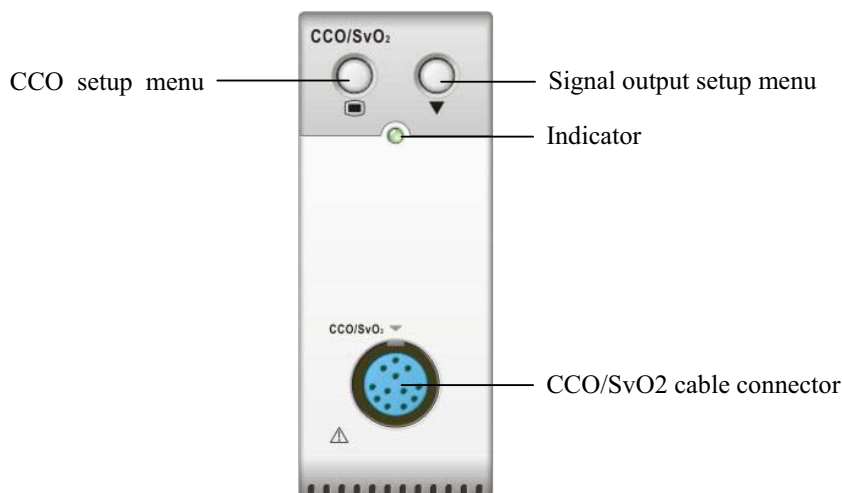 CCO/SvO₂
CCO setup menu
Signal output setup menu
Indicator
CCO/SvO₂
CCO/SvO2 cable connector